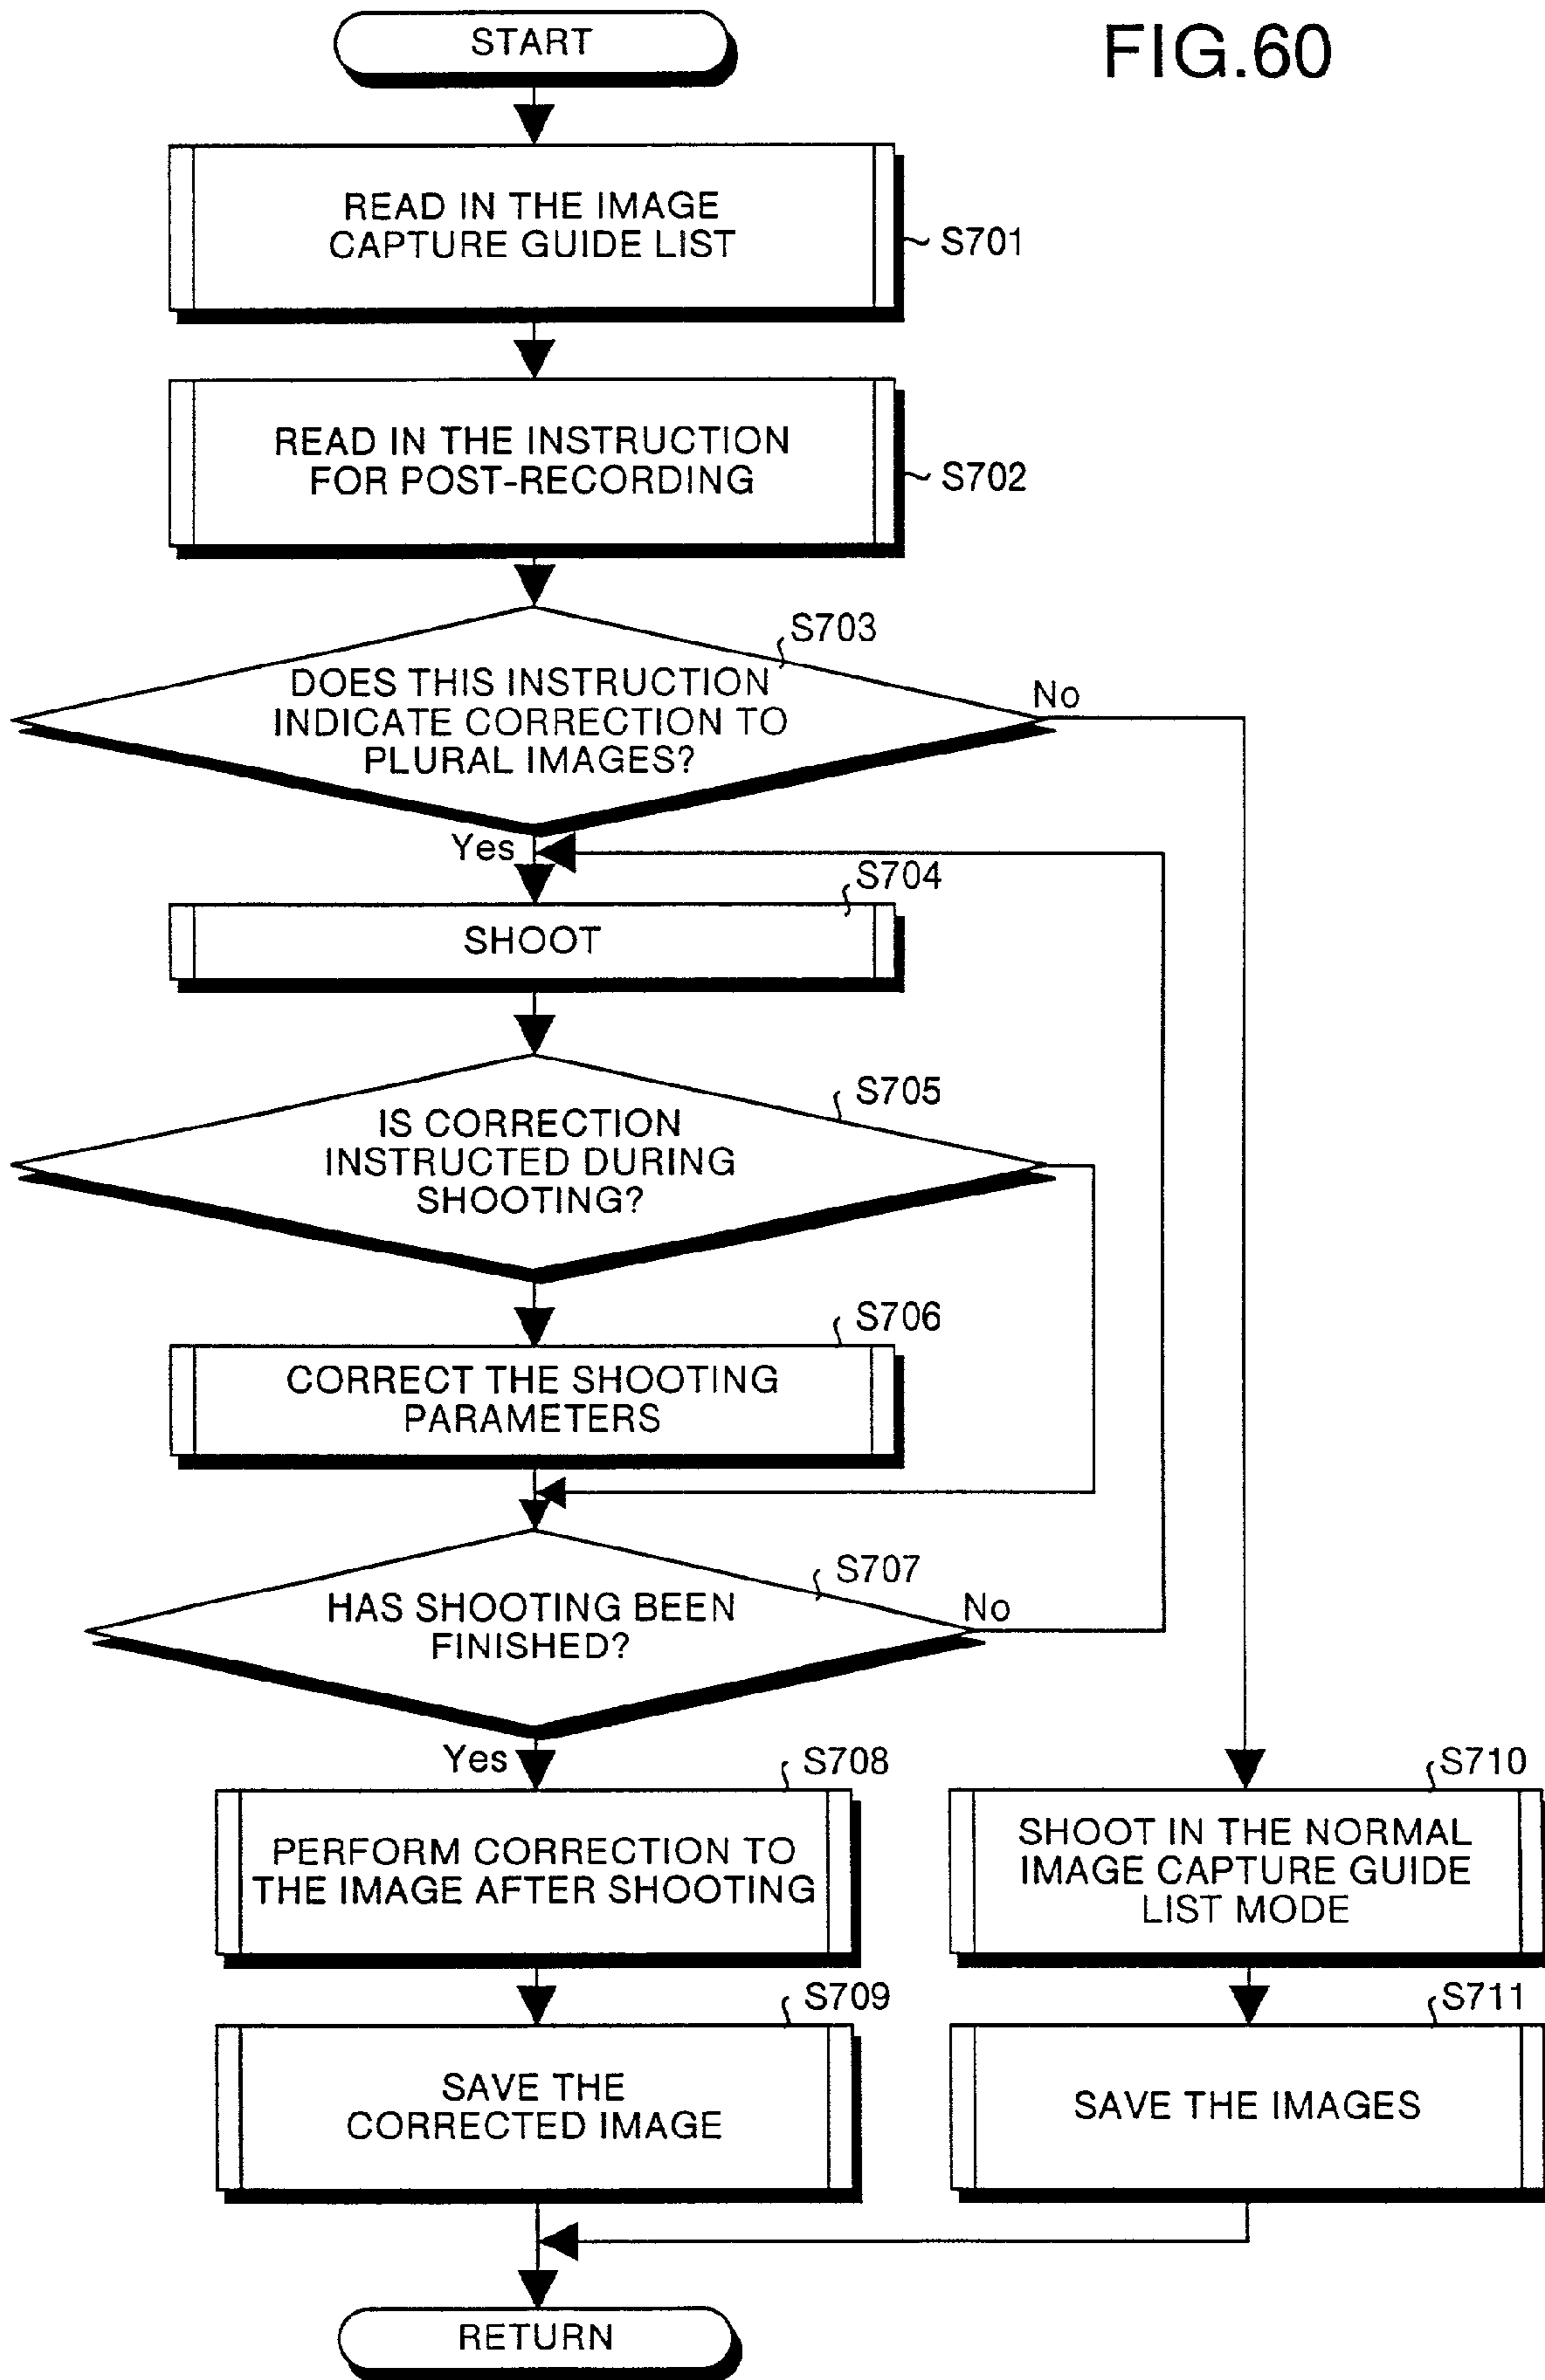 FIG.60
START
READ IN THE IMAGE
CAPTURE GUIDE LIST
S701
READ IN THE INSTRUCTION
FOR POST-RECORDING
S702
S703
DOES THIS INSTRUCTION
INDICATE CORRECTION TO
PLURAL IMAGES?
No
Yes
S704
SHOOT
S705
IS CORRECTION
INSTRUCTED DURING
SHOOTING?
S706
CORRECT THE SHOOTING
PARAMETERS
S707
HAS SHOOTING BEEN
FINISHED?
No
Yes
S708
PERFORM CORRECTION TO
THE IMAGE AFTER SHOOTING
S710
SHOOT IN THE NORMAL
IMAGE CAPTURE GUIDE
LIST MODE
S709
SAVE THE
CORRECTED IMAGE
S711
SAVE THE IMAGES
RETURN